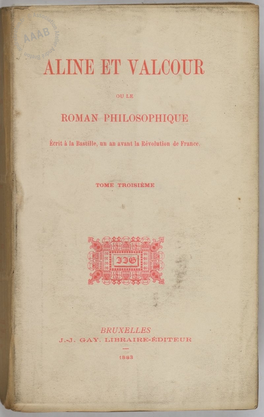 AAAB
ALINE ET VALCOUR
OU LE
ROMAN PHILOSOPHIQUE
Écrit à la Bastille, un an avant la Révolution de France.
TOME TROISIÈME
BRUXELLES
J.-J. GAY, LIBRAIRE-ÉDITEUR
1883